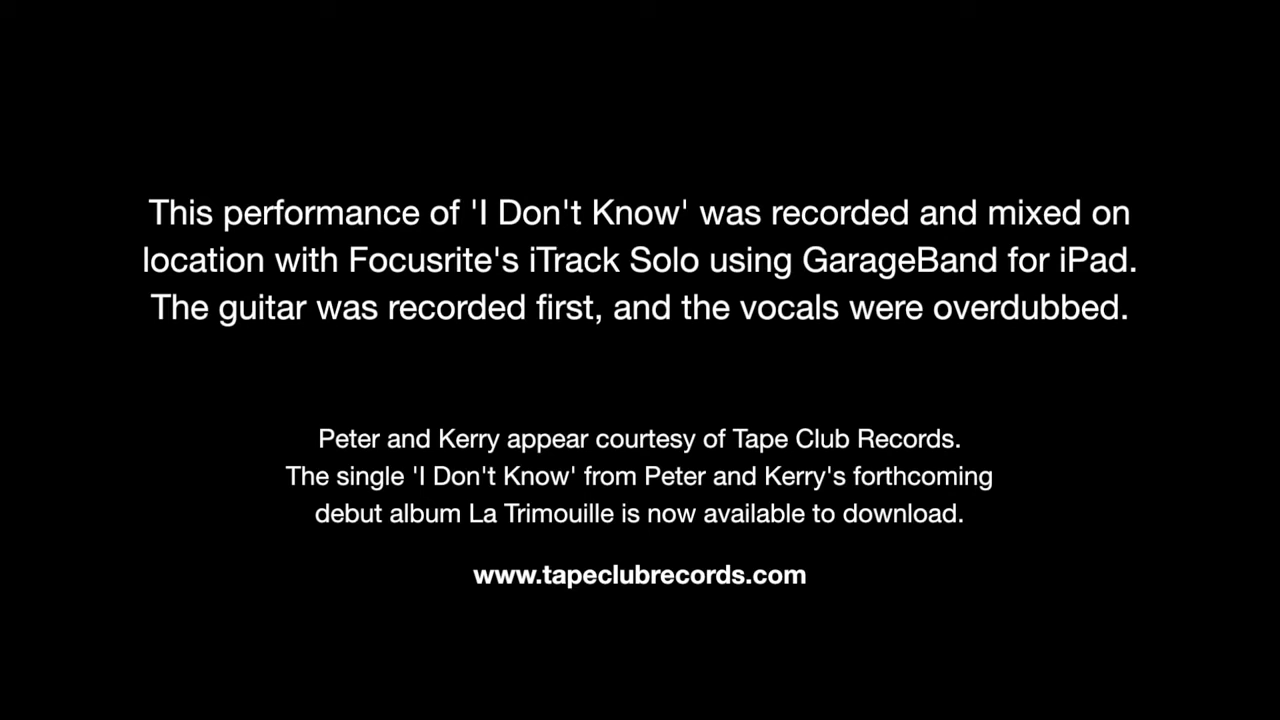 This performance of 'I Don't Know' was recorded and mixed on
location with Focusrite's iTrack Solo using GarageBand for iPad.
The guitar was recorded first, and the vocals were overdubbed.
Peter and Kerry appear courtesy of Tape Club Records.
The single 'I Don't Know' from Peter and Kerry's forthcoming
debut album La Trimouille is now available to download.
www.tapeclubrecords.com